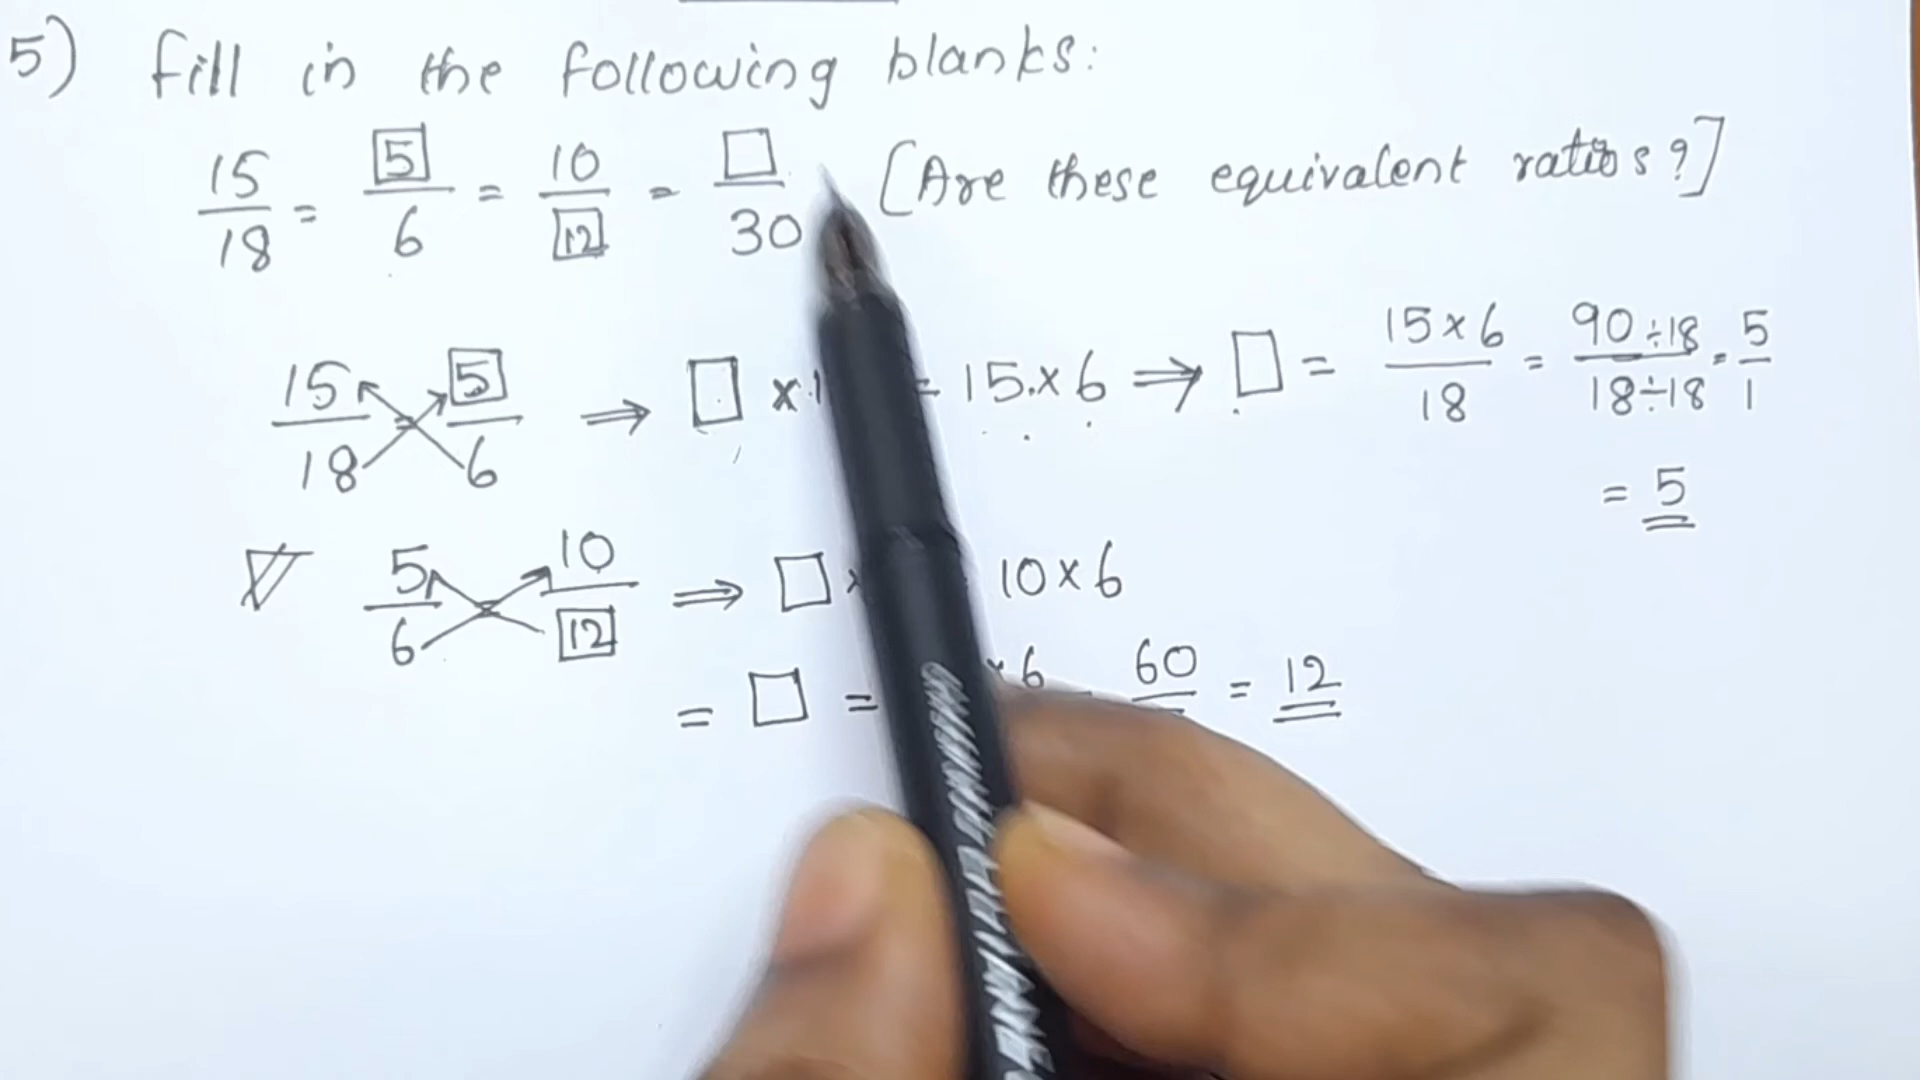 5) Fill in the following blanks:
15/18 = 5/6 = 10/12 = □/30 [Are these equivalent ratios?]
15/18 = 5/6 ⇒ □ × 1 = 15 × 6 ⇒ □ = 15×6/18 = 90÷18/18÷18 = 5/1
= 5
5/6 10/12 ⇒ □ × 10 × 6
= □ = ×6 60 = 12